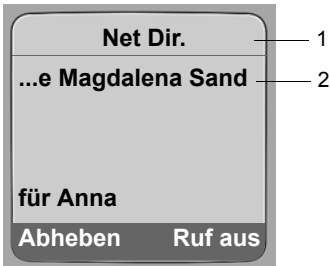 Net Dir. 1
...e Magdalena Sand 2
für Anna
Abheben Ruf aus